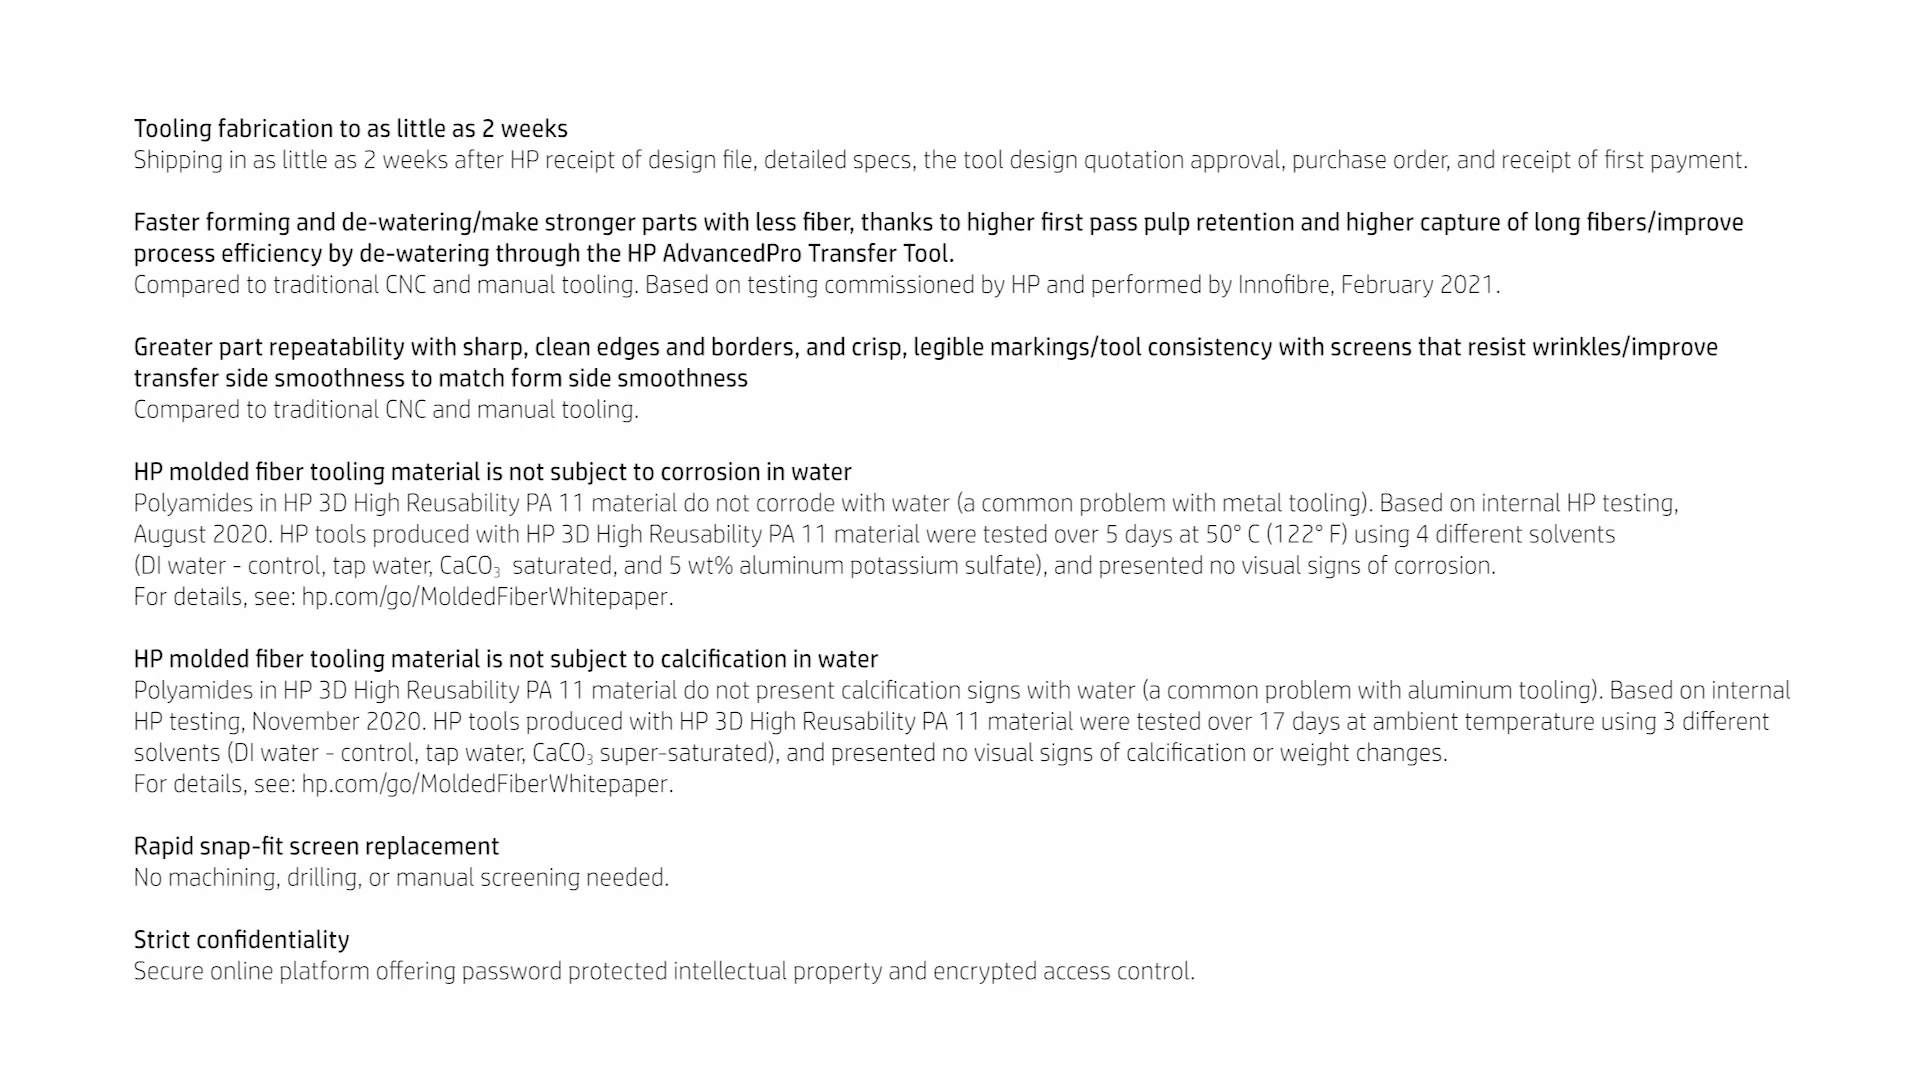 Tooling fabrication to as little as 2 weeks
Shipping in as little as 2 weeks after HP receipt of design file, detailed specs, the tool design quotation approval, purchase order, and receipt of first payment.
Faster forming and de-watering/make stronger parts with less fiber, thanks to higher first pass pulp retention and higher capture of long fibers/improve
process efficiency by de-watering through the HP AdvancedPro Transfer Tool.
Compared to traditional CNC and manual tooling. Based on testing commissioned by HP and performed by Innofibre, February 2021.
Greater part repeatability with sharp, clean edges and borders, and crisp, legible markings/tool consistency with screens that resist wrinkles/improve
transfer side smoothness to match form side smoothness
Compared to traditional CNC and manual tooling.
HP molded fiber tooling material is not subject to corrosion in water
Polyamides in HP 3D High Reusability PA 11 material do not corrode with water (a common problem with metal tooling). Based on internal HP testing,
August 2020. HP tools produced with HP 3D High Reusability PA 11 material were tested over 5 days at 50° C (122° F) using 4 different solvents
(DI water - control, tap water, CaCO₃ saturated, and 5 wt% aluminum potassium sulfate), and presented no visual signs of corrosion.
For details, see: hp.com/go/MoldedFiberWhitepaper.
HP molded fiber tooling material is not subject to calcification in water
Polyamides in HP 3D High Reusability PA 11 material do not present calcification signs with water (a common problem with aluminum tooling). Based on internal
HP testing, November 2020. HP tools produced with HP 3D High Reusability PA 11 material were tested over 17 days at ambient temperature using 3 different
solvents (DI water - control, tap water, CaCO₃ super-saturated), and presented no visual signs of calcification or weight changes.
For details, see: hp.com/go/MoldedFiberWhitepaper.
Rapid snap-fit screen replacement
No machining, drilling, or manual screening needed.
Strict confidentiality
Secure online platform offering password protected intellectual property and encrypted access control.